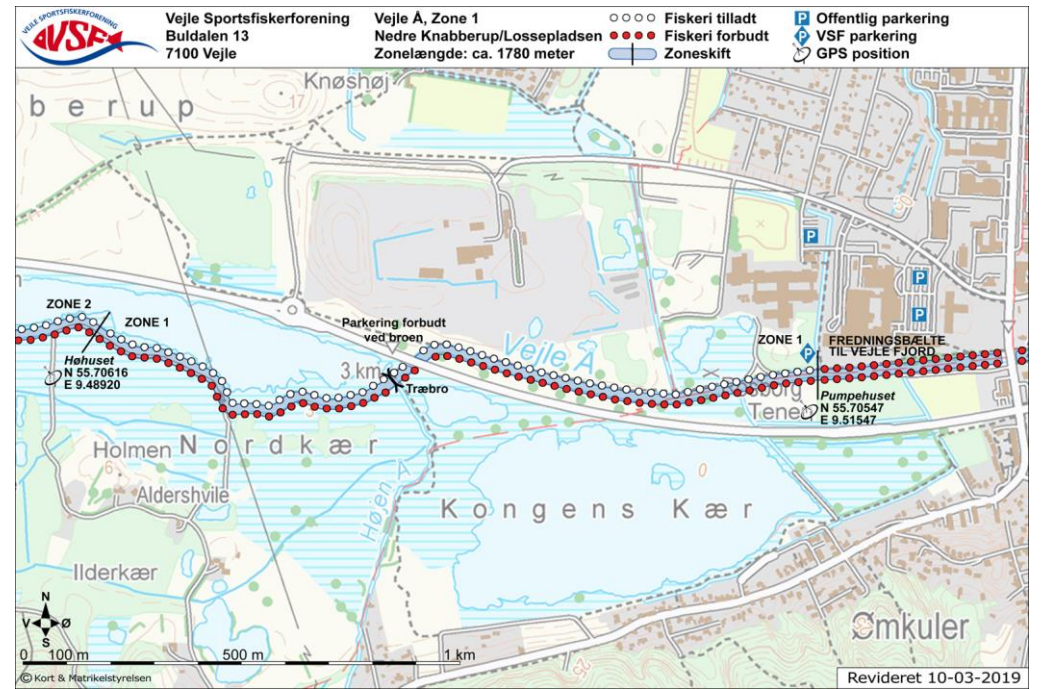 VEJLE SPORTSFISKERFORENING
VSF
Vejle Sportsfiskerforening
Buldalen 13
7100 Vejle
Vejle Å, Zone 1
Nedre Knabberup/Lossepladsen
Zonelængde: ca. 1780 meter
Fiskeri tilladt
Fiskeri forbudt
Zoneskift
P Offentlig parkering
P VSF parkering
GPS position
Knøshøj
17
berup
50
P
P
P
ZONE 2
ZONE 1
Parkering forbudt
ved broen
Vejle Å
ZONE 1
P
FREDNINGSBÆLTE
TIL VEJLE FJORD
Høhuset
N 55.70616
E 9.48920
3 km
Træbro
Pumpehuset
N 55.70547
E 9.51547
Holmen
Nordkær
6
Aldershvile
Højen Å
0
Kongens Kær
Ilderkær
Ømkuler
25
N
V Ø
S
0 100 m 500 m 1 km
© Kort & Matrikelstyrelsen
Revideret 10-03-2019